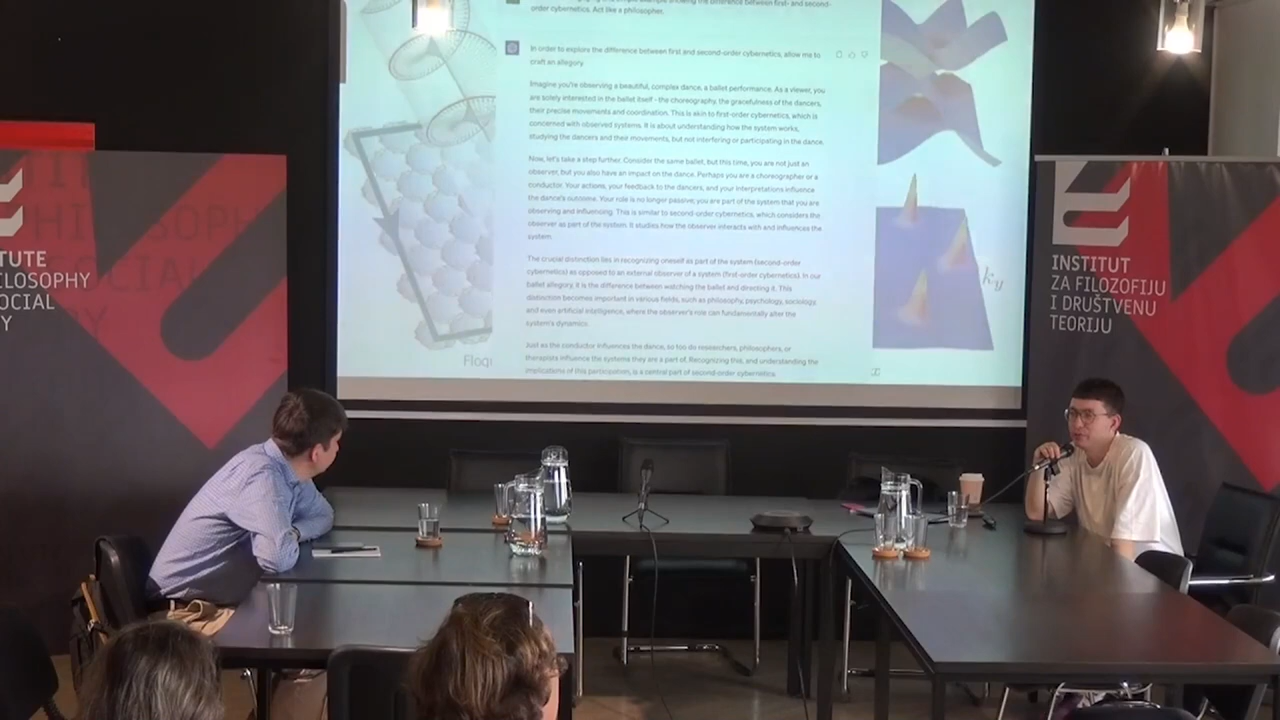 order cybernetics. Act like a philosopher.
In order to explore the difference between first and second-order cybernetics, allow me to
craft an allegory.
Imagine you're observing a beautiful, complex dance, a ballet performance. As a viewer, you
are solely interested in the ballet itself - the choreography, the gracefulness of the dancers,
their precise movements and coordination. This is akin to first-order cybernetics, which is
concerned with observed systems. It is about understanding how the system works,
studying the dancers and their movements, but not interfering or participating in the dance.
Now, let's take a step further. Consider the same ballet, but this time, you are not just an
observer, but you also have an impact on the dance. Perhaps you are a choreographer or a
conductor. Your actions, your feedback to the dancers, and your interpretations influence
the dance's outcome. Your role is no longer passive; you are part of the system that you are
observing and influencing. This is similar to second-order cybernetics, which considers the
observer as part of the system. It studies how the observer interacts with and influences the
system.
The crucial distinction lies in recognizing oneself as part of the system (second-order
cybernetics) as opposed to an external observer of a system (first-order cybernetics). In our
ballet allegory, it is the difference between watching the ballet and directing it. This
distinction becomes important in various fields, such as philosophy, psychology, sociology,
and even artificial intelligence, where the observer's role can fundamentally alter the
system's dynamics.
Just as the conductor influences the dance, so too do researchers, philosophers, or
therapists influence the systems they are a part of. Recognizing this, and understanding the
implications of this participation, is a central part of second-order cybernetics.
Floq
k_y
TUTE
ILOSOPHY
OCIAL
Y
INSTITUT
ZA FILOZOFIJU
I DRUŠTVENU
TEORIJU